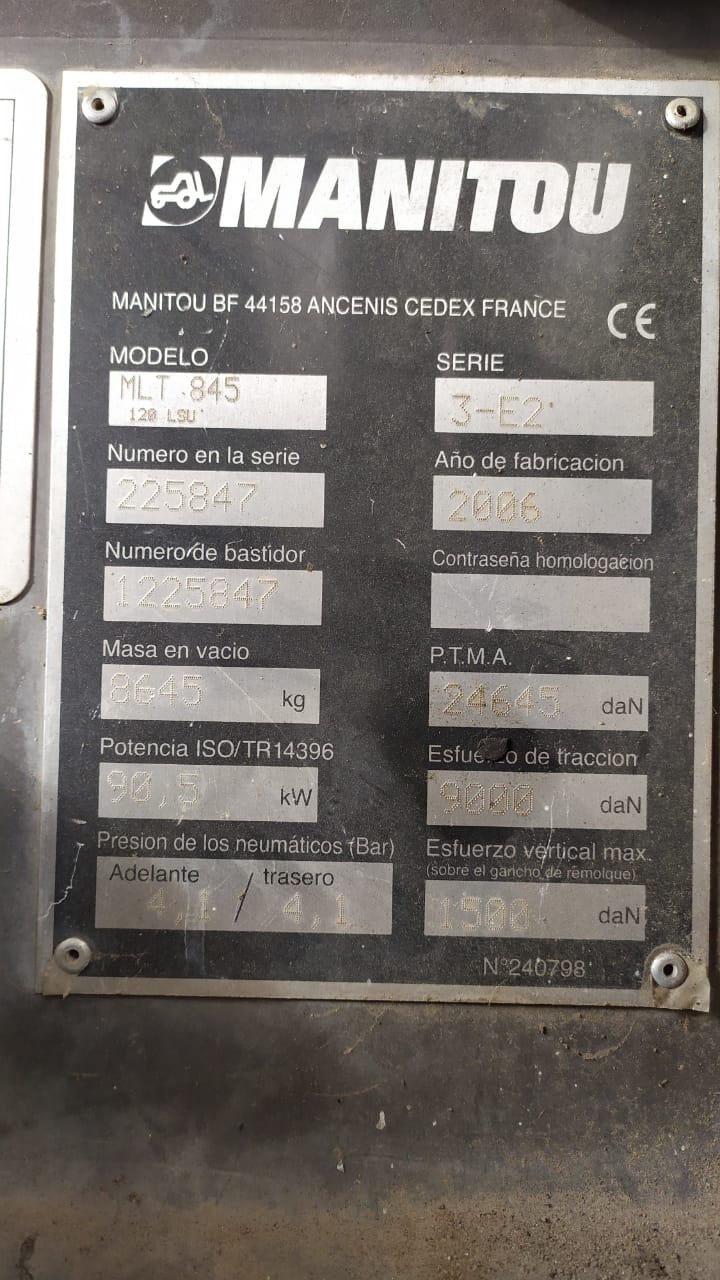 MANITOU
MANITOU BF 44158 ANCENIS CEDEX FRANCE CE
MODELO
MLT 845
120 LSU
SERIE
3-E2
Numero en la serie
225847
Año de fabricacion
2006
Numero de bastidor
1225847
Contraseña homologacion
Masa en vacio
8645 kg
P.T.M.A.
24645 daN
Potencia ISO/TR14396
90,5 kW
Esfuerzo de traccion
9000 daN
Presion de los neumáticos (Bar)
Adelante / trasero
4,1 / 4,1
Esfuerzo vertical max.
(sobre el gancho de remolque)
1500 daN
N°240798